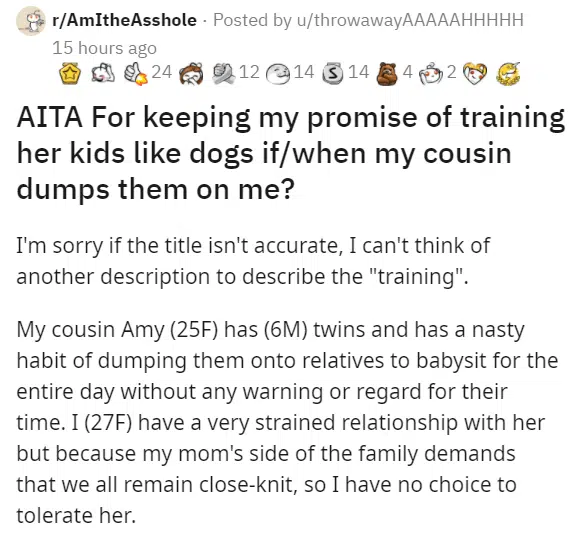 r/AmItheAsshole · Posted by u/throwawayAAAAAHHHHH
15 hours ago
24 12 14 S 14 4 2
AITA For keeping my promise of training
her kids like dogs if/when my cousin
dumps them on me?
I'm sorry if the title isn't accurate, I can't think of
another description to describe the "training".
My cousin Amy (25F) has (6M) twins and has a nasty
habit of dumping them onto relatives to babysit for the
entire day without any warning or regard for their
time. I (27F) have a very strained relationship with her
but because my mom's side of the family demands
that we all remain close-knit, so I have no choice to
tolerate her.